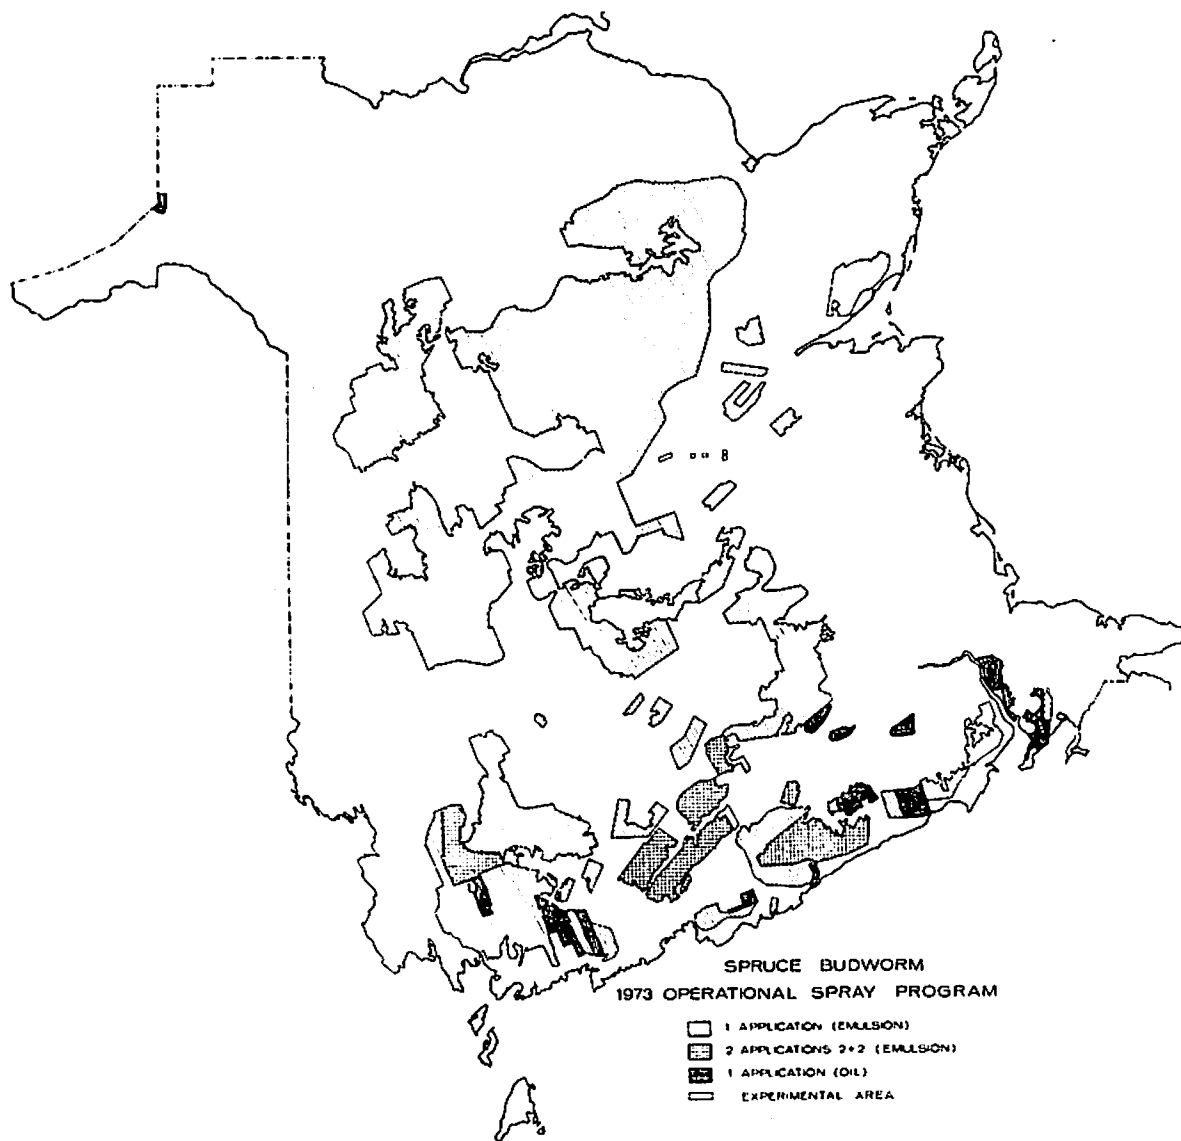 R
B
SPRUCE BUDWORM
1973 OPERATIONAL SPRAY PROGRAM
1 APPLICATION (EMULSION)
2 APPLICATIONS 2+2 (EMULSION)
1 APPLICATION (OIL)
EXPERIMENTAL AREA